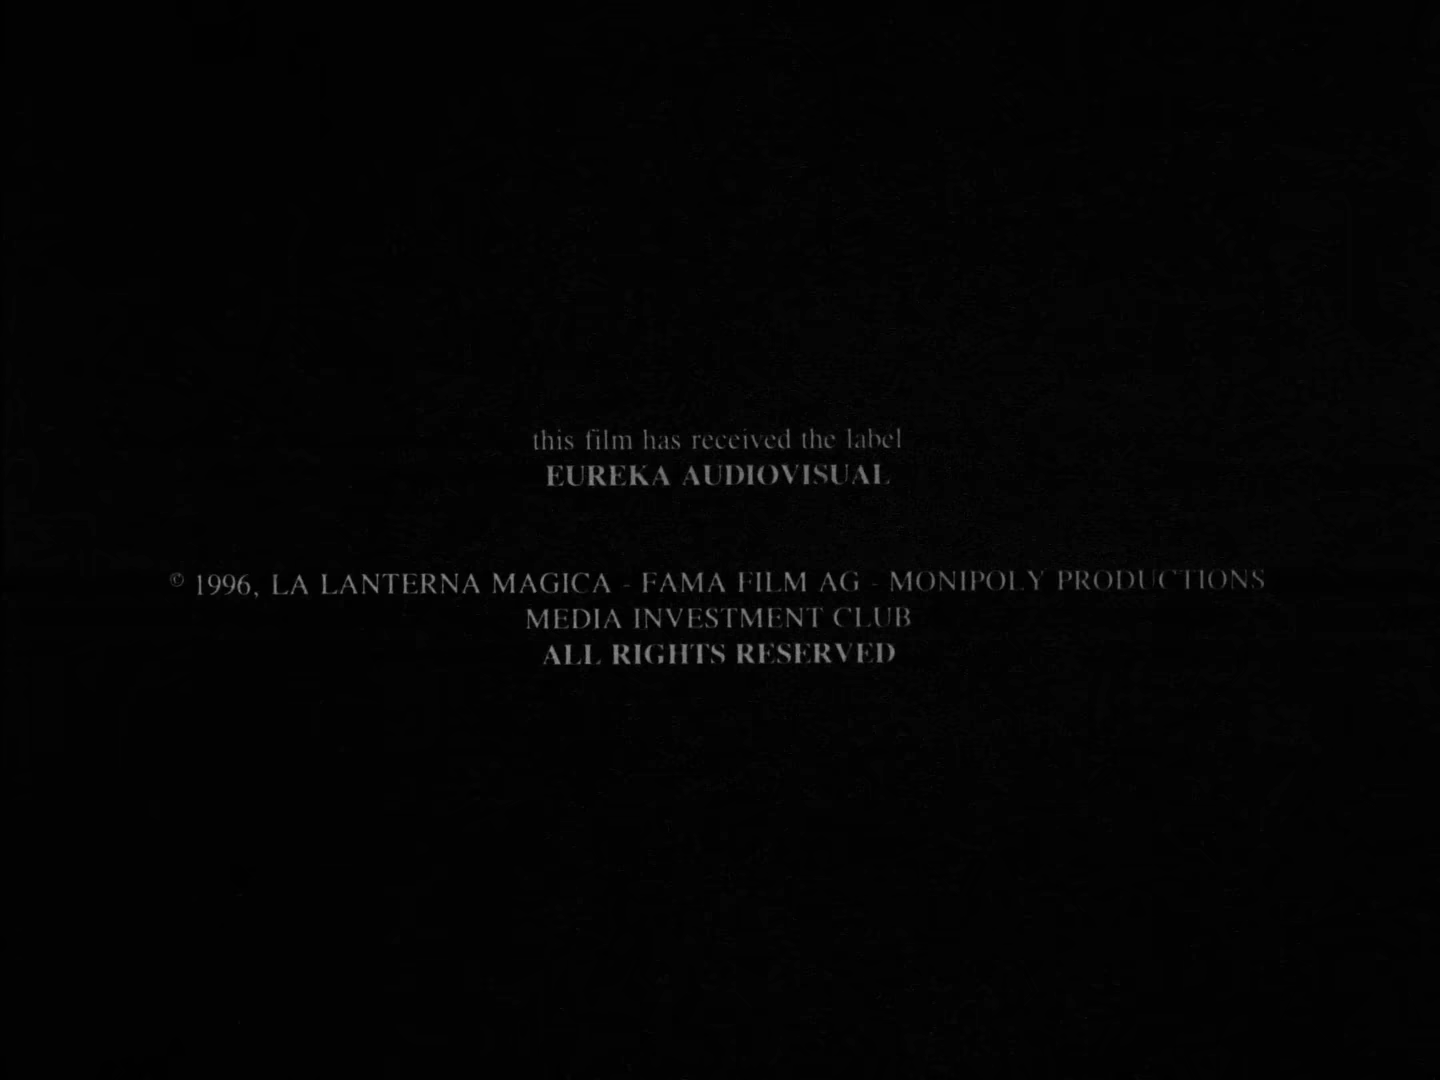 this film has received the label
EUREKA AUDIOVISUAL
© 1996, LA LANTERNA MAGICA - FAMA FILM AG - MONIPOLY PRODUCTIONS
MEDIA INVESTMENT CLUB
ALL RIGHTS RESERVED